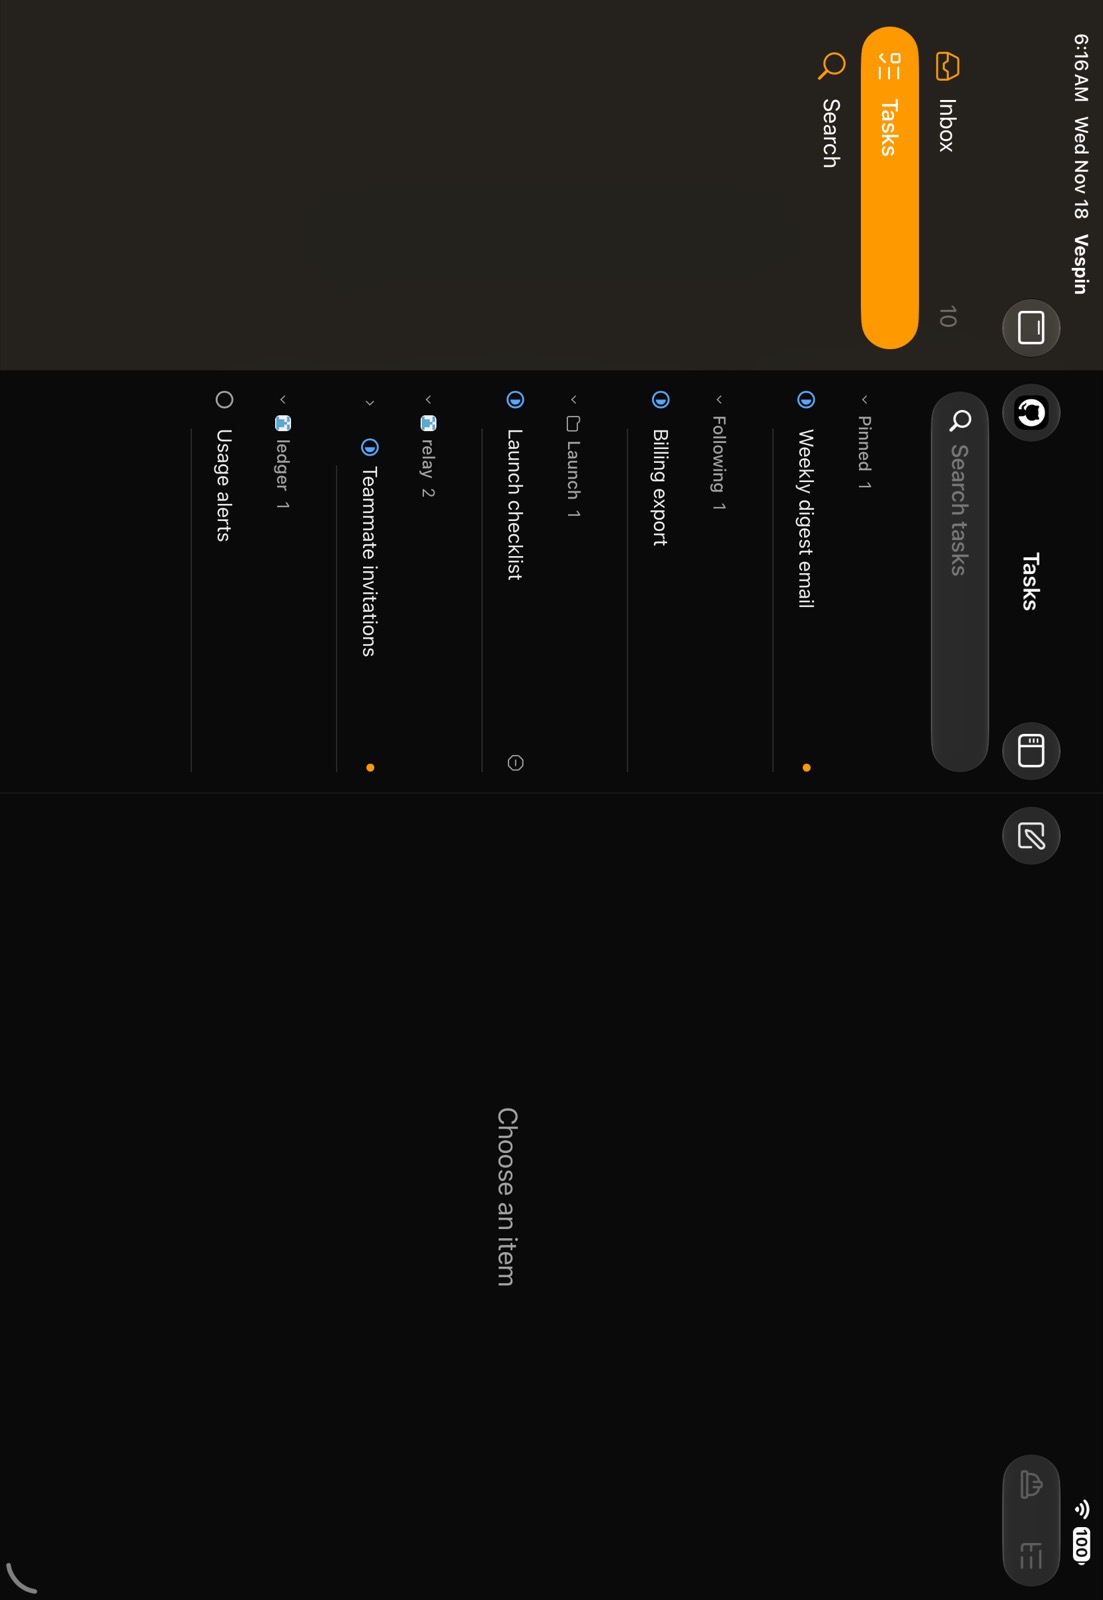 6:16 AM Wed Nov 18 Vespin
100
Tasks
Inbox 10
Tasks
Search
Search tasks
Pinned 1
Weekly digest email
Following 1
Billing export
Launch 1
Launch checklist
relay 2
Teammate invitations
ledger 1
Usage alerts
Choose an item